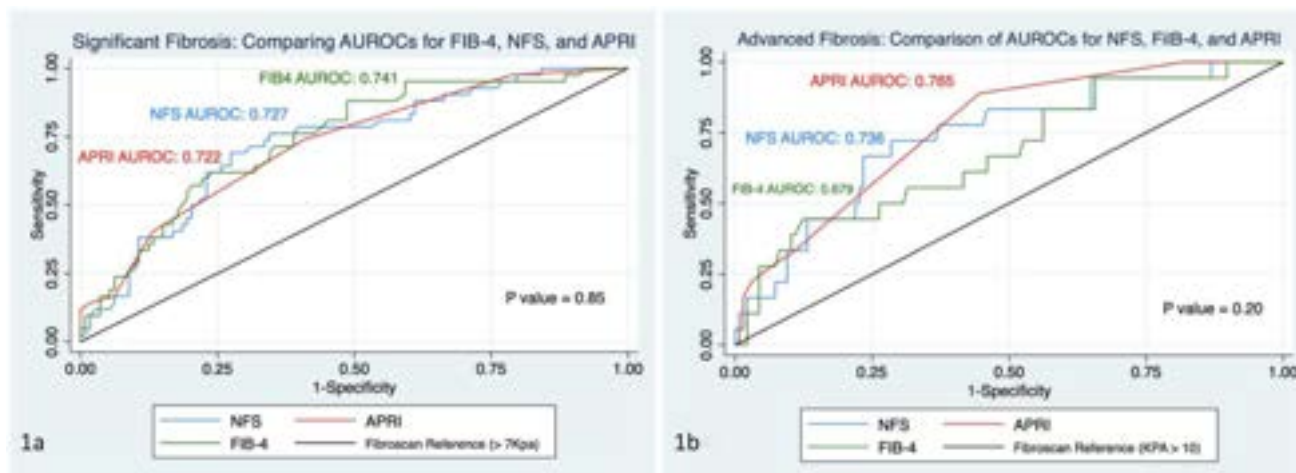 Significant Fibrosis: Comparing AUROCs for FIB-4, NFS, and APRI
1.00
FIB4 AUROC: 0.741
NFS AUROC: 0.727
0.75
APRI AUROC: 0.722
Sensitivity
0.50
0.25
P value = 0.85
0.00
0.00 0.25 0.50 0.75 1.00
1-Specificity
NFS APRI
FIB-4 Fibroscan Reference (> 7Kpa)
1a
Advanced Fibrosis: Comparison of AUROCs for NFS, FIB-4, and APRI
1.00
APRI AUROC: 0.765
0.75
NFS AUROC: 0.736
FIB-4 AUROC: 0.679
Sensitivity
0.50
0.25
P value = 0.20
0.00
0.00 0.25 0.50 0.75 1.00
1-Specificity
NFS APRI
FIB-4 Fibroscan Reference (KPA > 10)
1b